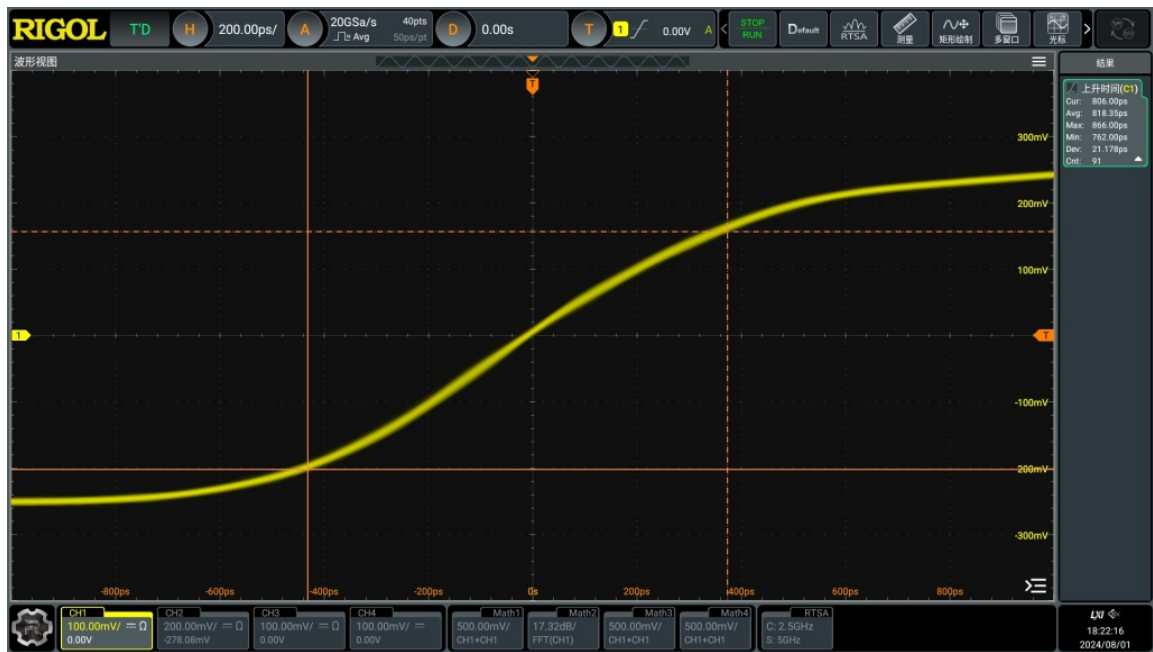 RIGOL T'D H 200.00ps/ A 20GSa/s 40pts D 0.00s T 1 0.00V A STOP Default RTSA 测量 矩形绘制 多窗口 光标
Avg 50ps/pt RUN
波形视图 结果
T
上升时间(C1)
Cur: 806.00ps
Avg: 818.35ps
Max: 866.00ps
Min: 762.00ps
Dev: 21.178ps
Cnt: 91
300mV
200mV
100mV
1 T
-100mV
-200mV
-300mV
-800ps -600ps -400ps -200ps 0s 200ps 400ps 600ps 800ps
CH1 CH2 CH3 CH4 Math1 Math2 Math3 Math4 RTSA
100.00mV/ Ω 200.00mV/ Ω 100.00mV/ Ω 100.00mV/ 500.00mV/ 17.32dB/ 500.00mV/ 500.00mV/ C: 2.5GHz
0.00V -278.08mV 0.00V 0.00V CH1+CH1 FFT(CH1) CH1+CH1 CH1+CH1 S: 5GHz
LXI
18:22:16
2024/08/01